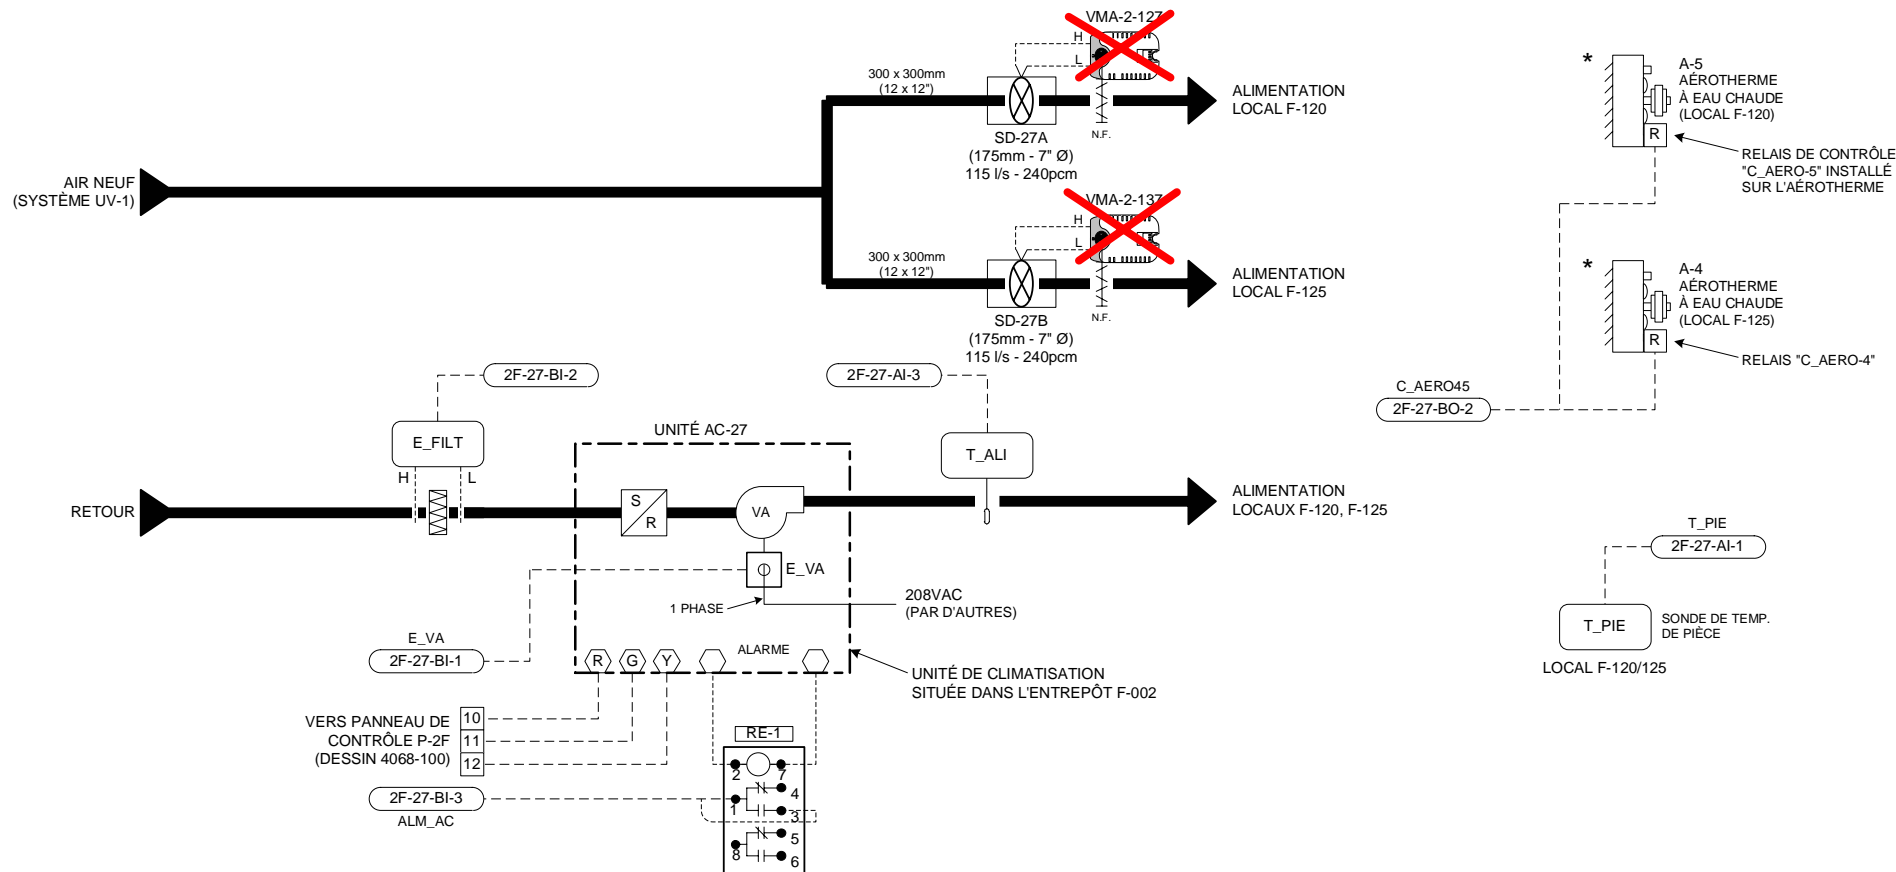 VMA-2-127
H
L
300 x 300mm
(12 x 12")
N.F.
SD-27A
(175mm - 7" Ø)
115 l/s - 240pcm
ALIMENTATION
LOCAL F-120
AIR NEUF
(SYSTÈME UV-1)
VMA-2-137
H
L
300 x 300mm
(12 x 12")
N.F.
SD-27B
(175mm - 7" Ø)
115 l/s - 240pcm
ALIMENTATION
LOCAL F-125
*
A-5
AÉROTHERME
À EAU CHAUDE
(LOCAL F-120)
R
RELAIS DE CONTRÔLE
"C_AERO-5" INSTALLÉ
SUR L'AÉROTHERME
*
A-4
AÉROTHERME
À EAU CHAUDE
(LOCAL F-125)
R
RELAIS "C_AERO-4"
C_AERO45
2F-27-BO-2
2F-27-BI-2
E_FILT
H
L
RETOUR
UNITÉ AC-27
S
R
VA
E_VA
1 PHASE
208VAC
(PAR D'AUTRES)
2F-27-AI-3
T_ALI
ALIMENTATION
LOCAUX F-120, F-125
T_PIE
2F-27-AI-1
T_PIE
SONDE DE TEMP.
DE PIÈCE
LOCAL F-120/125
E_VA
2F-27-BI-1
R
G
Y
ALARME
UNITÉ DE CLIMATISATION
SITUÉE DANS L'ENTREPÔT F-002
VERS PANNEAU DE
CONTRÔLE P-2F
(DESSIN 4068-100)
10
11
12
2F-27-BI-3
ALM_AC
RE-1
2
7
4
1
3
5
8
6